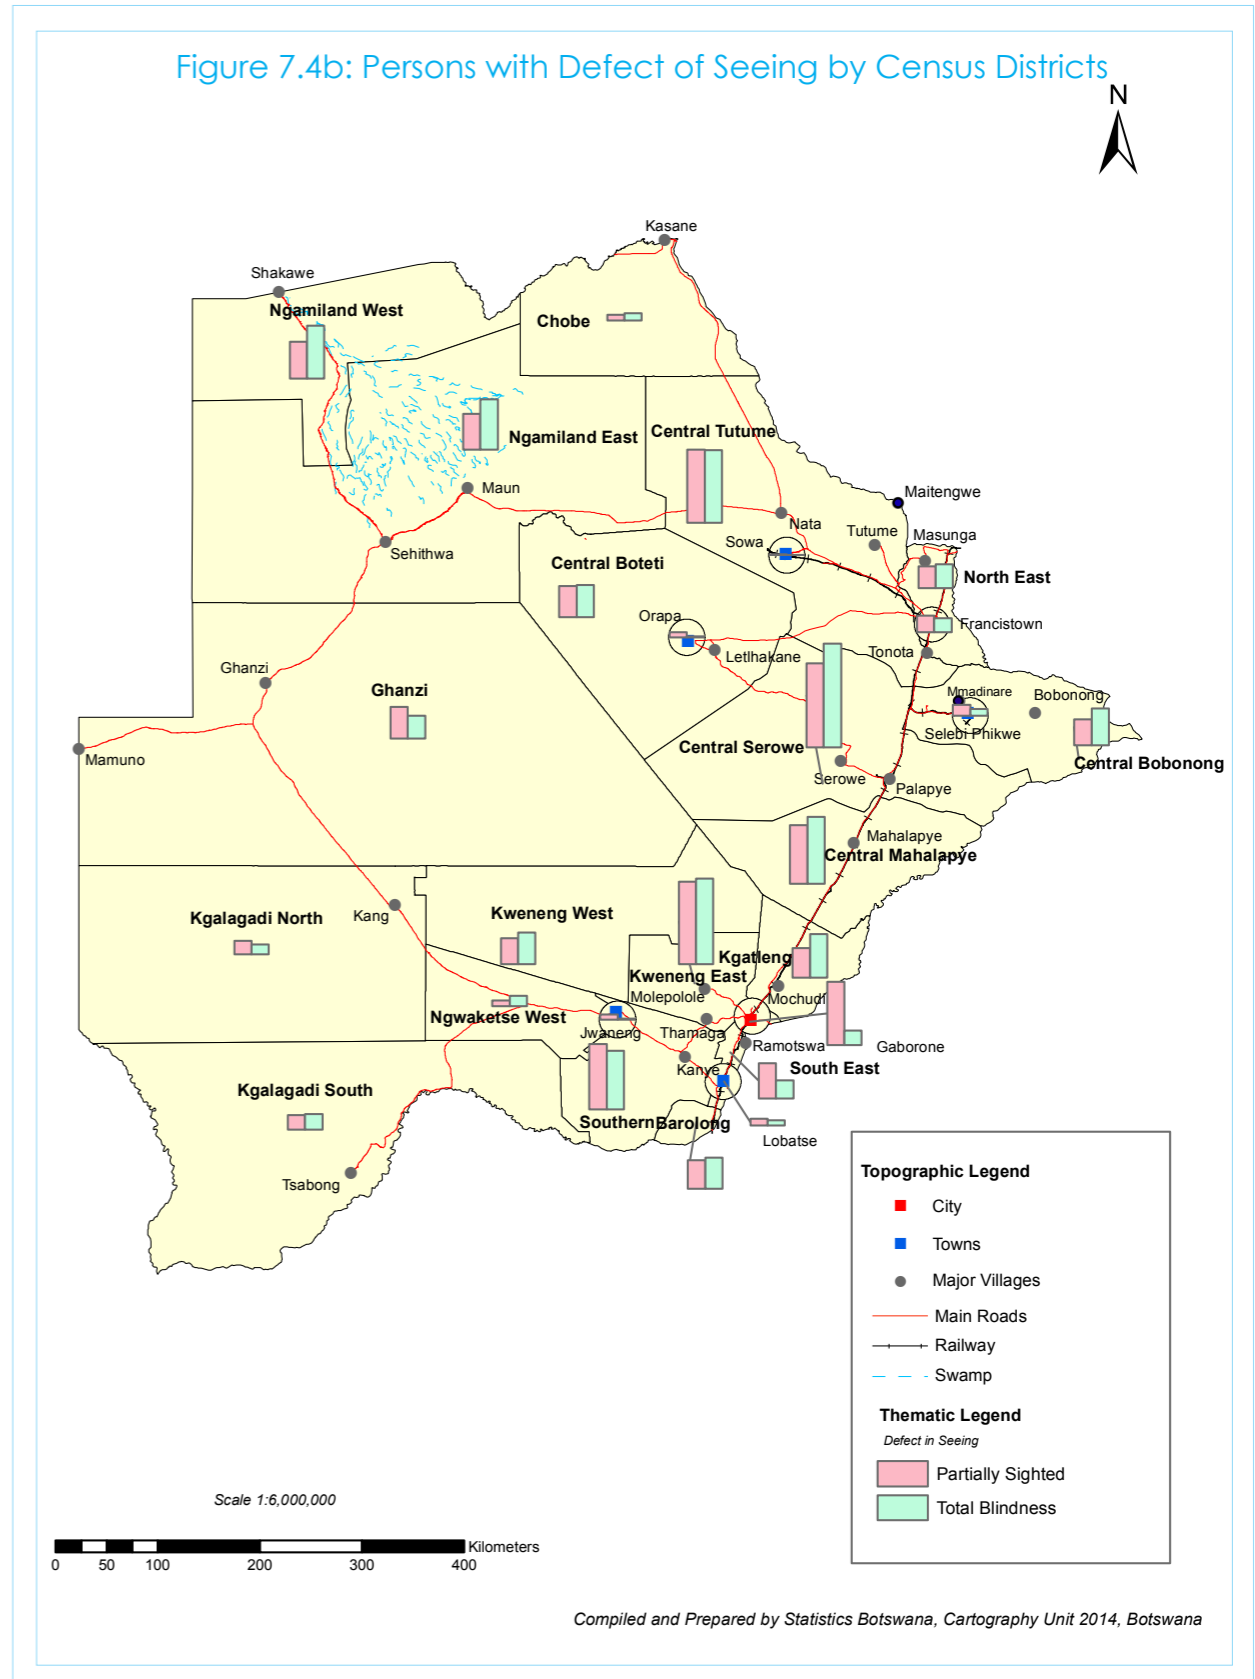 Figure 7.4b: Persons with Defect of Seeing by Census Districts
N
Kasane
Shakawe
Ngamiland West
Chobe
Ngamiland East
Central Tutume
Maun
Maitengwe
Nata
Tutume
Sowa
Masunga
Sehithwa
Central Boteti
North East
Orapa
Francistown
Letlhakane
Tonota
Ghanzi
Ghanzi
Mmadinare
Bobonong
Selebi Phikwe
Central Serowe
Mamuno
Serowe
Central Bobonong
Palapye
Mahalapye
Central Mahalapye
Kgalagadi North
Kang
Kweneng West
Kgatleng
Kweneng East
Molepolole
Mochudi
Ngwaketse West
Jwaneng
Thamaga
Ramotswa
Gaborone
Kanye
South East
Kgalagadi South
Southern
Barolong
Lobatse
Tsabong
Topographic Legend
City
Towns
Major Villages
Main Roads
Railway
Swamp
Thematic Legend
Defect in Seeing
Partially Sighted
Total Blindness
Scale 1:6,000,000
Kilometers
0 50 100 200 300 400
Compiled and Prepared by Statistics Botswana, Cartography Unit 2014, Botswana